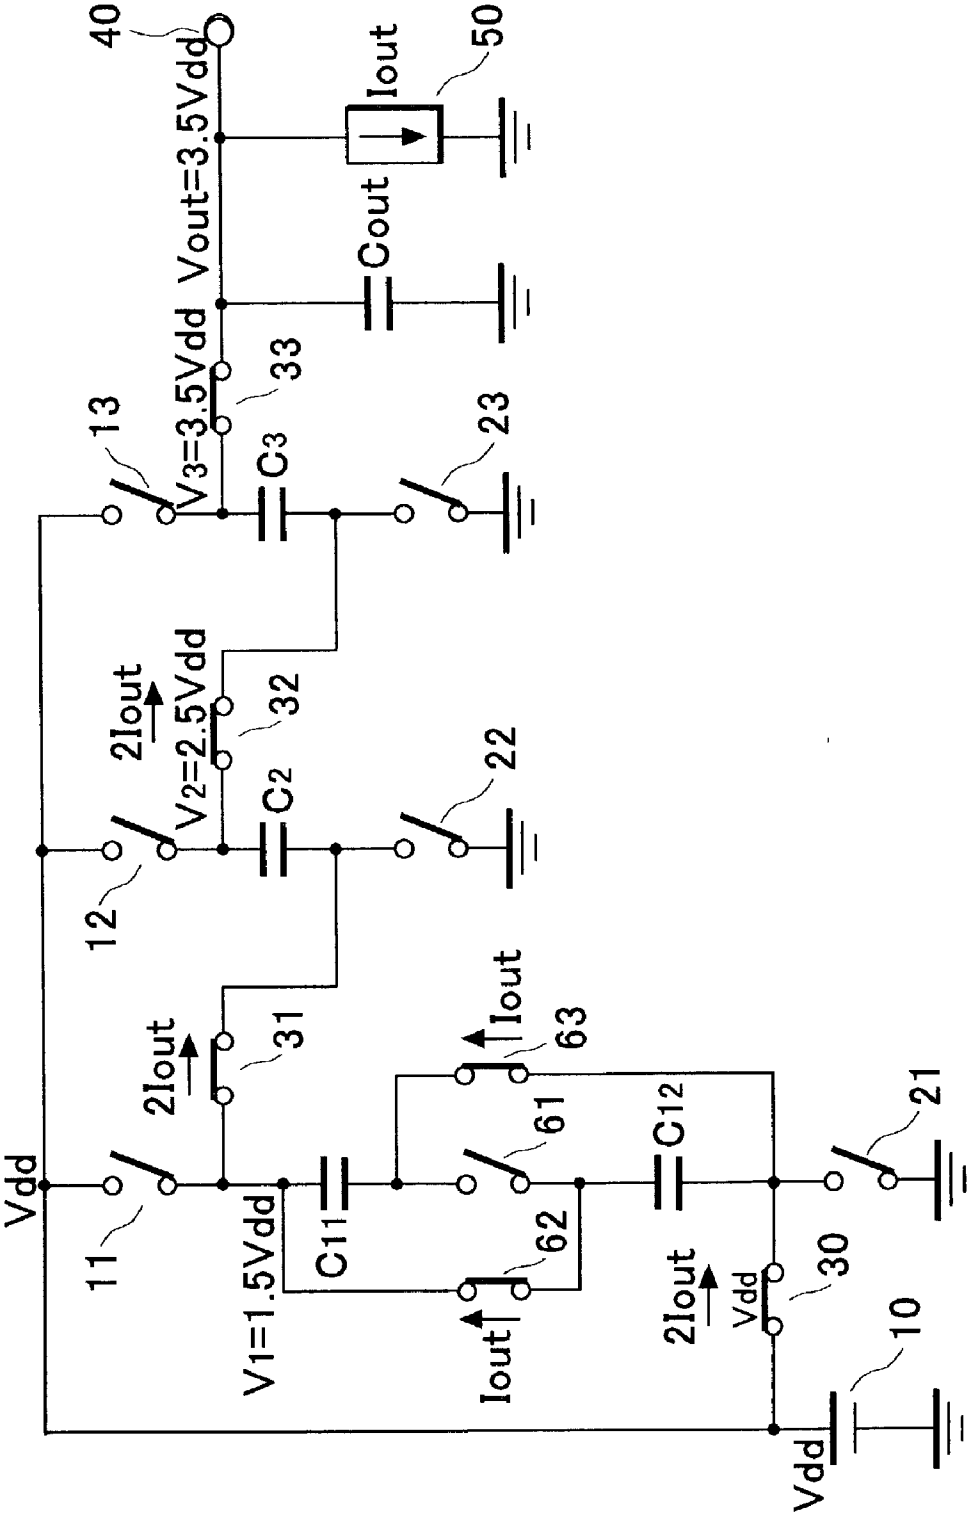 Vdd
11
12
13
40
V1=1.5Vdd
2Iout
31
V2=2.5Vdd
2Iout
32
V3=3.5Vdd
33
Vout=3.5Vdd
C11
C2
C3
Cout
Iout
50
62
Iout
61
63
Iout
22
23
C12
2Iout
Vdd
30
21
Vdd
10